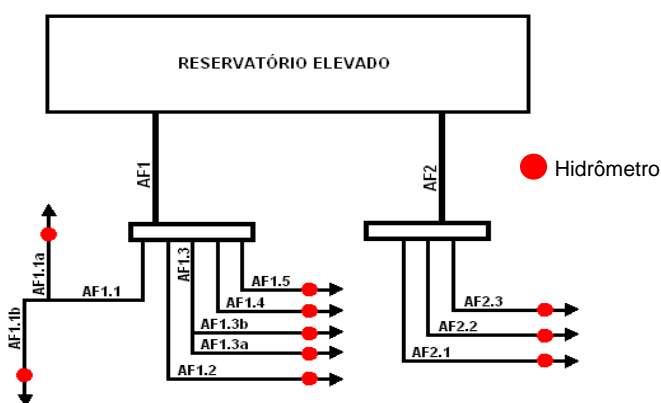 RESERVATÓRIO ELEVADO
AF1
AF2
Hidrômetro
AF1.1a
AF1.1
AF1.1b
AF1.3
AF1.5
AF1.4
AF1.3b
AF1.3a
AF1.2
AF2.3
AF2.2
AF2.1